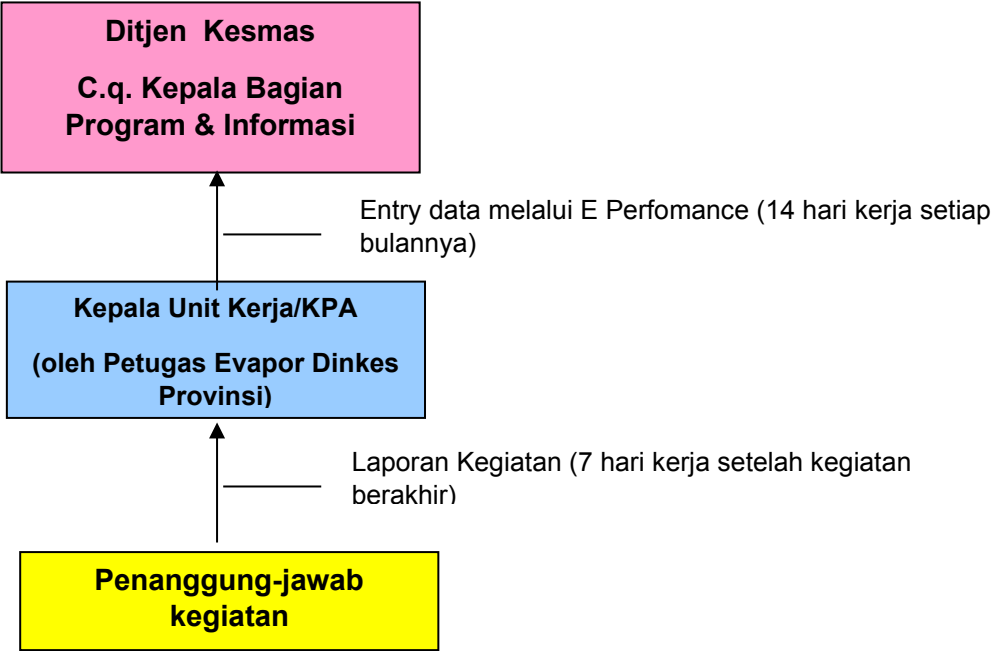 Ditjen  Kesmas
C.q. Kepala Bagian
Program & Informasi
Entry data melalui E Perfomance (14 hari kerja setiap
bulannya)
Kepala Unit Kerja/KPA
(oleh Petugas Evapor Dinkes
Provinsi)
Laporan Kegiatan (7 hari kerja setelah kegiatan
berakhir)
Penanggung-jawab
kegiatan